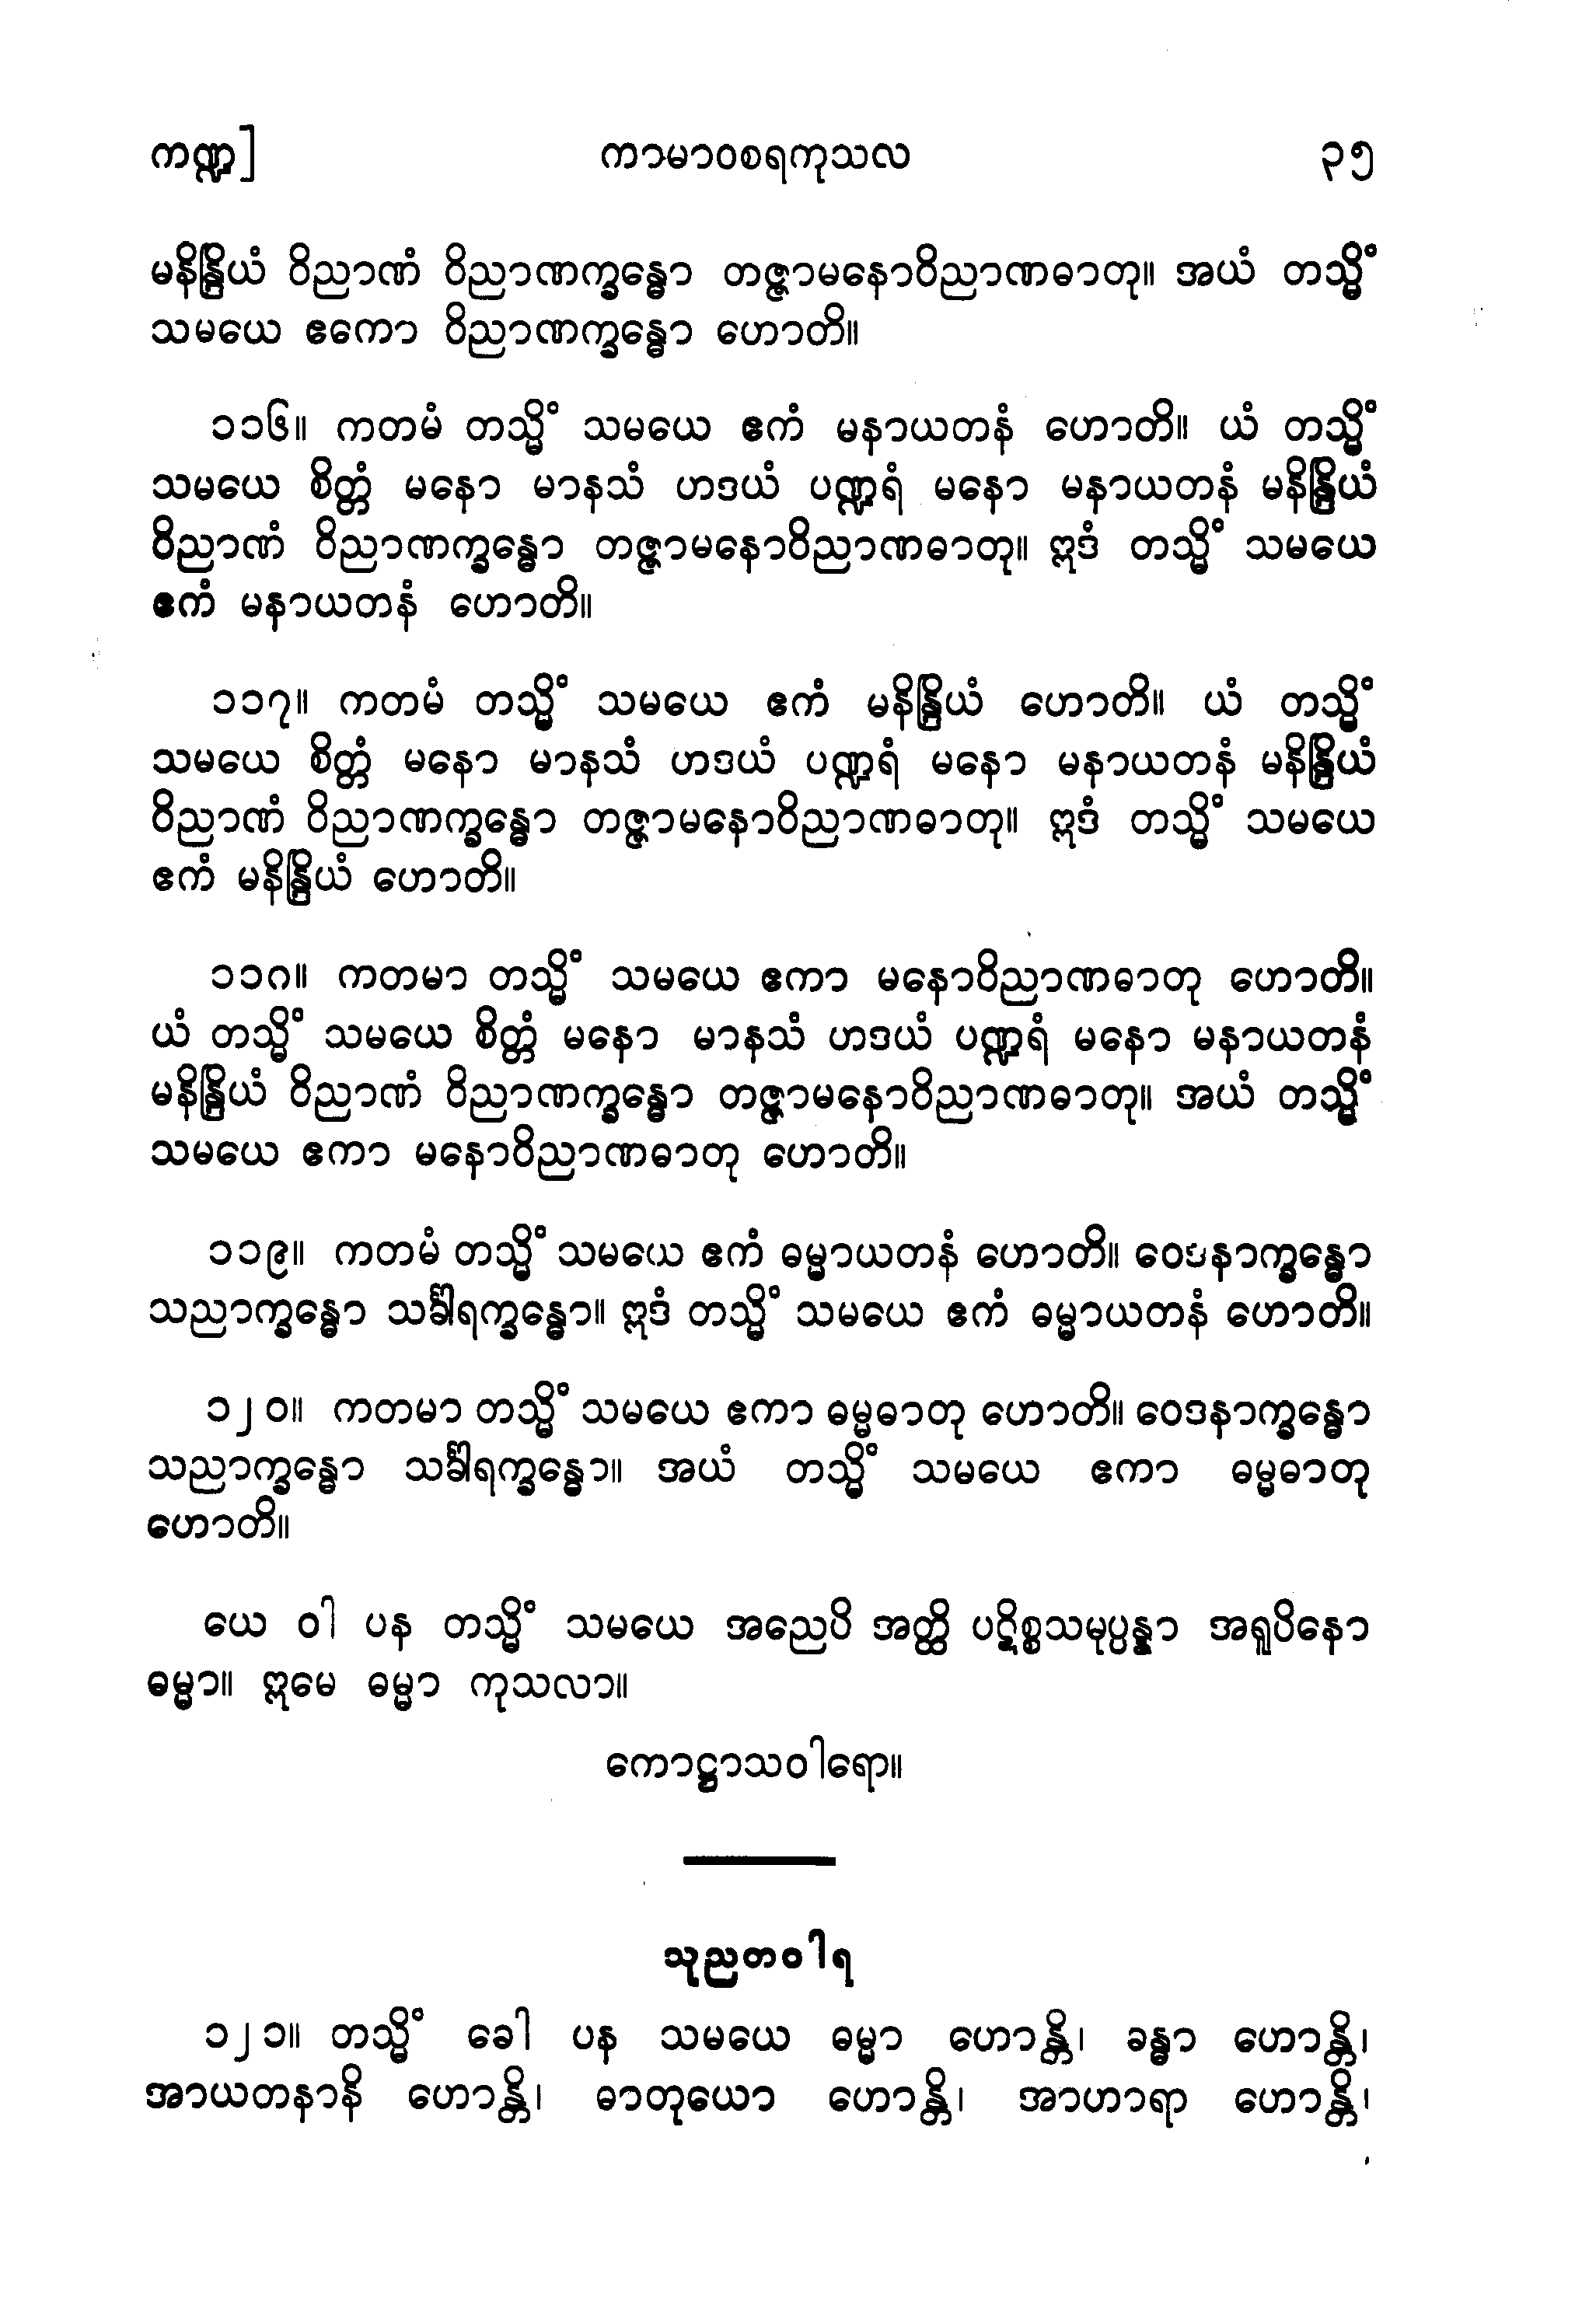 ကဏ္ဍ] ကာမာဝစရကုသလ ၃၅
မနိန္ဒြိယံ ဝိညာဏံ ဝိညာဏက္ခန္ဓော တဇ္ဇာမနောဝိညာဏဓာတု။ အယံ တသ္မိံ
သမယေ ဧကော ဝိညာဏက္ခန္ဓော ဟောတိ။
၁၁၆။ ကတမံ တသ္မိံ သမယေ ဧကံ မနာယတနံ ဟောတိ။ ယံ တသ္မိံ
သမယေ စိတ္တံ မနော မာနသံ ဟဒယံ ပဏ္ဍရံ မနော မနာယတနံ မနိန္ဒြိယံ
ဝိညာဏံ ဝိညာဏက္ခန္ဓော တဇ္ဇာမနောဝိညာဏဓာတု။ ဣဒံ တသ္မိံ သမယေ
ဧကံ မနာယတနံ ဟောတိ။
၁၁၇။ ကတမံ တသ္မိံ သမယေ ဧကံ မနိန္ဒြိယံ ဟောတိ။ ယံ တသ္မိံ
သမယေ စိတ္တံ မနော မာနသံ ဟဒယံ ပဏ္ဍရံ မနော မနာယတနံ မနိန္ဒြိယံ
ဝိညာဏံ ဝိညာဏက္ခန္ဓော တဇ္ဇာမနောဝိညာဏဓာတု။ ဣဒံ တသ္မိံ သမယေ
ဧကံ မနိန္ဒြိယံ ဟောတိ။
၁၁၈။ ကတမာ တသ္မိံ သမယေ ဧကာ မနောဝိညာဏဓာတု ဟောတိ။
ယံ တသ္မိံ သမယေ စိတ္တံ မနော မာနသံ ဟဒယံ ပဏ္ဍရံ မနော မနာယတနံ
မနိန္ဒြိယံ ဝိညာဏံ ဝိညာဏက္ခန္ဓော တဇ္ဇာမနောဝိညာဏဓာတု။ အယံ တသ္မိံ
သမယေ ဧကာ မနောဝိညာဏဓာတု ဟောတိ။
၁၁၉။ ကတမံ တသ္မိံ သမယေ ဧကံ ဓမ္မာယတနံ ဟောတိ။ ဝေဒနာက္ခန္ဓော
သညာက္ခန္ဓော သင်္ခါရက္ခန္ဓော။ ဣဒံ တသ္မိံ သမယေ ဧကံ ဓမ္မာယတနံ ဟောတိ။
၁၂၀။ ကတမာ တသ္မိံ သမယေ ဧကာ ဓမ္မဓာတု ဟောတိ။ ဝေဒနာက္ခန္ဓော
သညာက္ခန္ဓော သင်္ခါရက္ခန္ဓော။ အယံ တသ္မိံ သမယေ ဧကာ ဓမ္မဓာတု
ဟောတိ။
ယေ ဝါ ပန တသ္မိံ သမယေ အညေပိ အတ္ထိ ပဋိစ္စသမုပ္ပန္နာ အရူပိနော
ဓမ္မာ။ ဣမေ ဓမ္မာ ကုသလာ။
ကောဋ္ဌာသဝါရော။
သုညတဝါရ
၁၂၁။ တသ္မိံ ခေါ ပန သမယေ ဓမ္မာ ဟောန္တိ၊ ခန္ဓာ ဟောန္တိ၊
အာယတနာနိ ဟောန္တိ၊ ဓာတုယော ဟောန္တိ၊ အာဟာရာ ဟောန္တိ၊